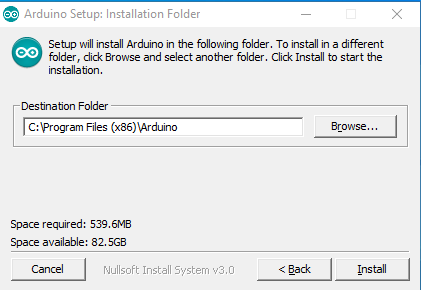 Arduino Setup: Installation Folder
Setup will install Arduino in the following folder. To install in a different
folder, click Browse and select another folder. Click Install to start the
installation.
Destination Folder
C:\Program Files (x86)\Arduino
Browse...
Space required: 539.6MB
Space available: 82.5GB
Cancel
Nullsoft Install System v3.0
< Back
Install